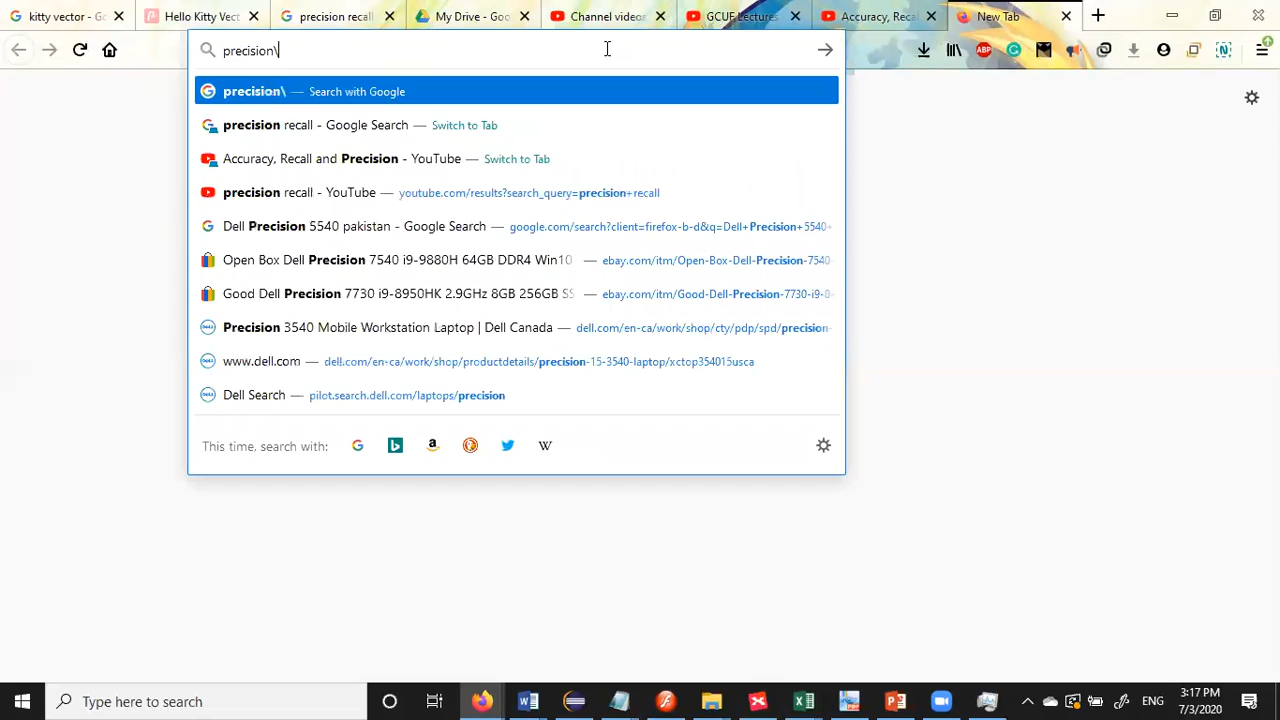 kitty vector - Go
Hello Kitty Vect
precision recall
My Drive - Goo
Channel videos
GCUF Lectures
Accuracy, Reca
New Tab
precision\
ABP
precision\ — Search with Google
precision recall - Google Search — Switch to Tab
Accuracy, Recall and Precision - YouTube — Switch to Tab
precision recall - YouTube — youtube.com/results?search_query=precision+recall
Dell Precision 5540 pakistan - Google Search — google.com/search?client=firefox-b-d&q=Dell+Precision+5540+
Open Box Dell Precision 7540 i9-9880H 64GB DDR4 Win10 — ebay.com/itm/Open-Box-Dell-Precision-7540-
Good Dell Precision 7730 i9-8950HK 2.9GHz 8GB 256GB SS — ebay.com/itm/Good-Dell-Precision-7730-i9-8
Precision 3540 Mobile Workstation Laptop | Dell Canada — dell.com/en-ca/work/shop/cty/pdp/spd/precision-
www.dell.com — dell.com/en-ca/work/shop/productdetails/precision-15-3540-laptop/xctop354015usca
Dell Search — pilot.search.dell.com/laptops/precision
This time, search with:
Type here to search
ENG
3:17 PM
7/3/2020